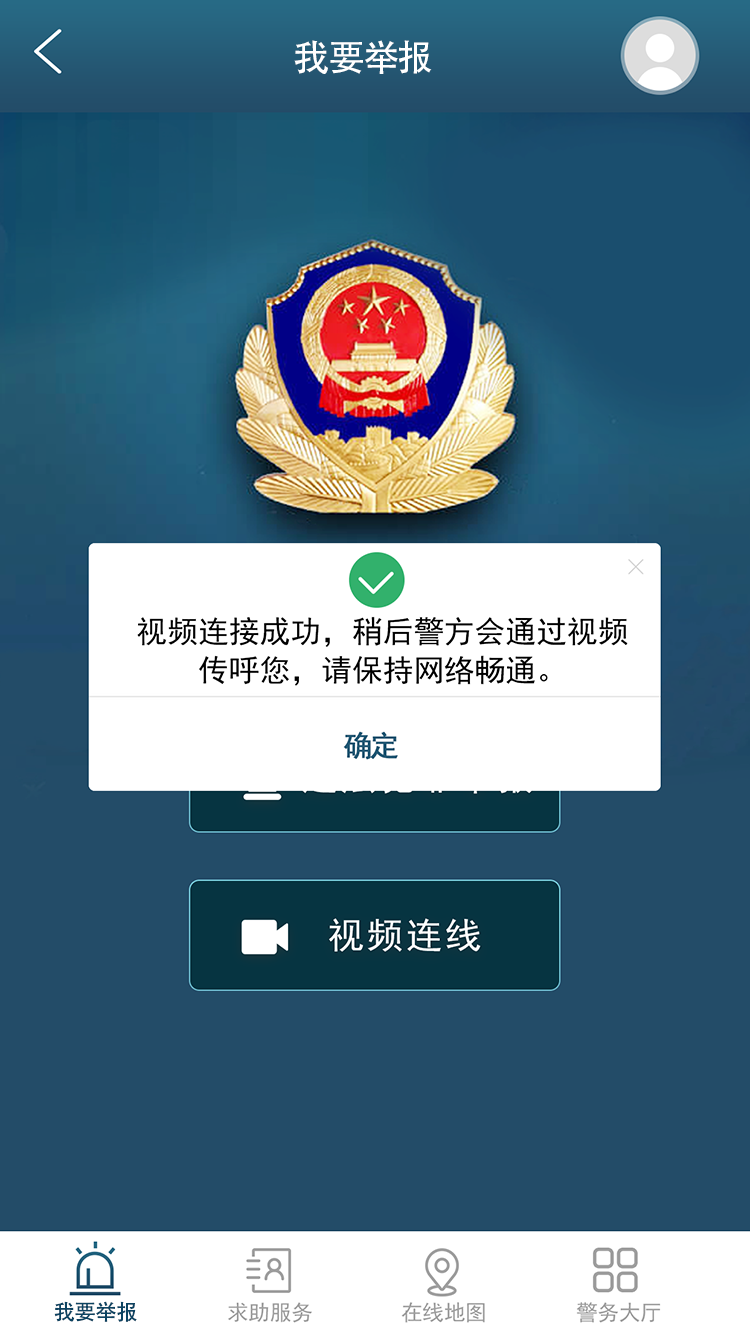 我要举报
视频连接成功，稍后警方会通过视频
传呼您，请保持网络畅通。
确定
视频连线
我要举报
求助服务
在线地图
警务大厅